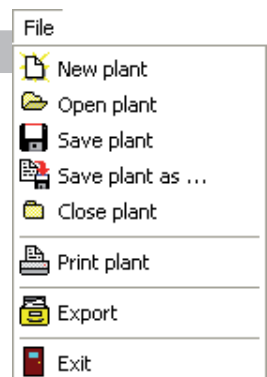 File
New plant
Open plant
Save plant
Save plant as ...
Close plant
Print plant
Export
Exit